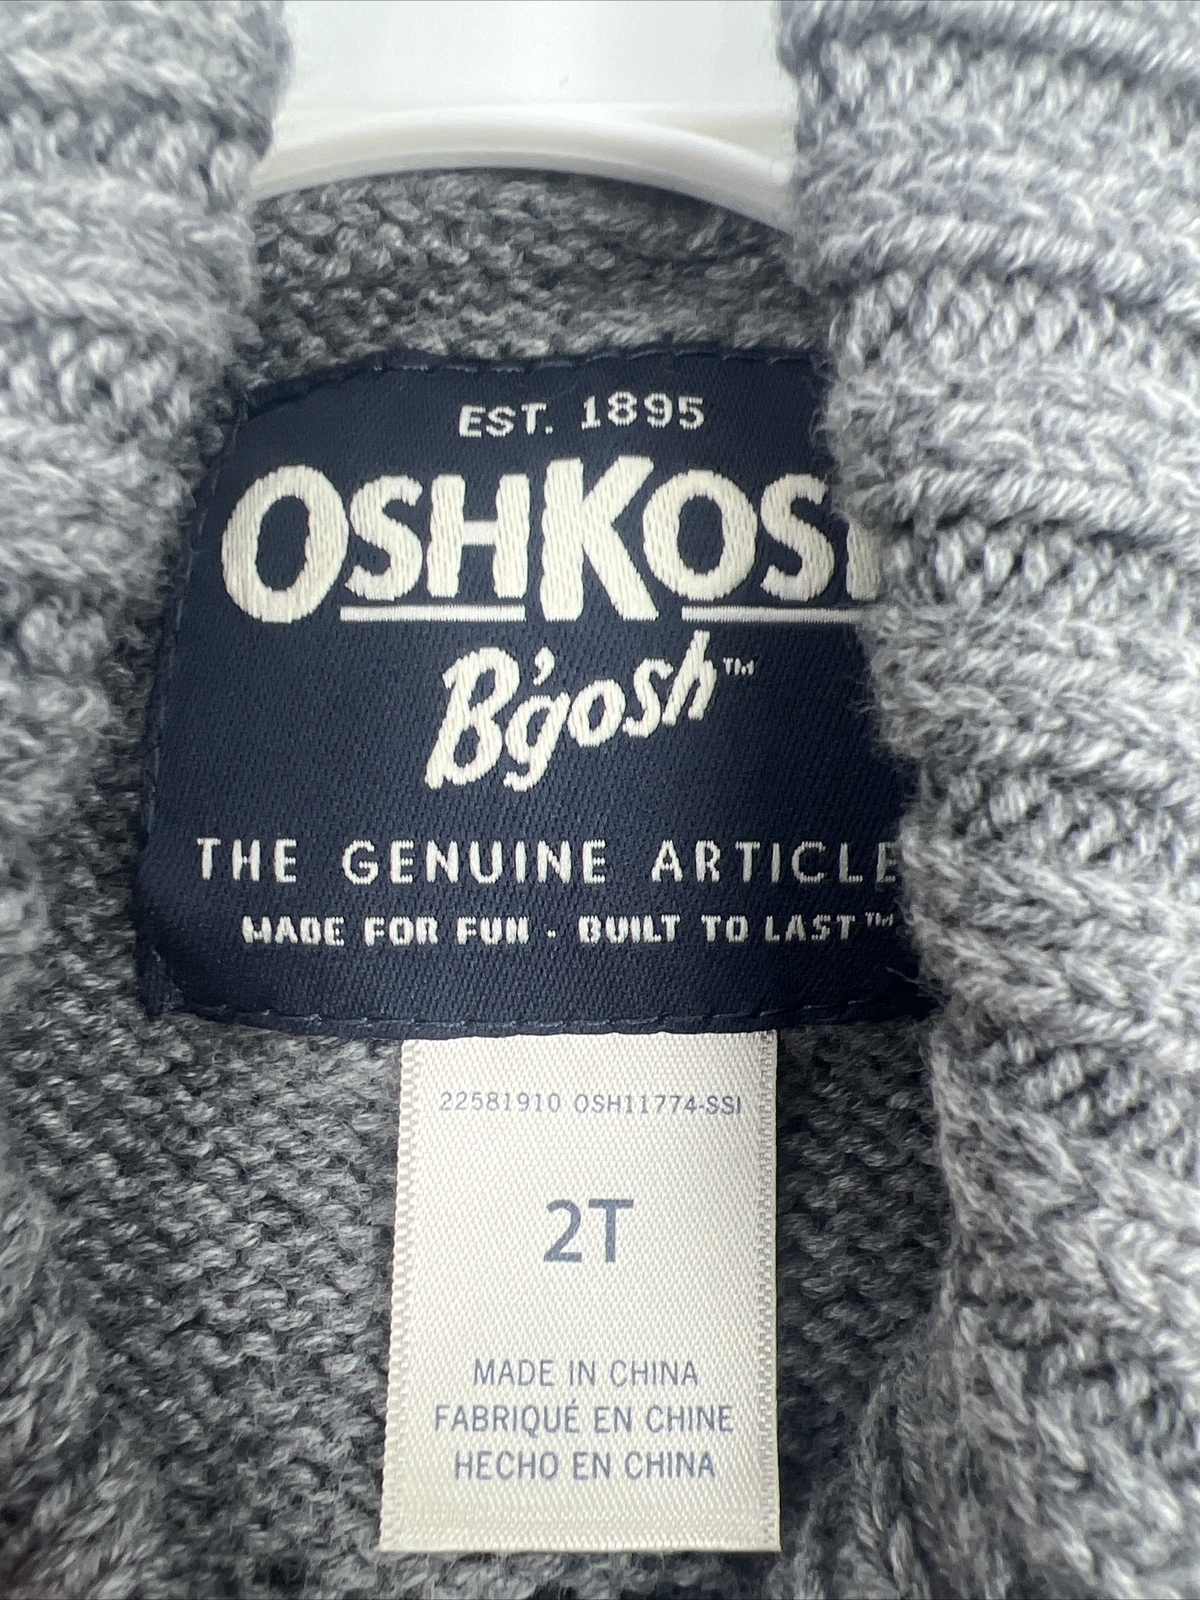 EST. 1895
OSHKOSH
B'gosh™
THE GENUINE ARTICLE
MADE FOR FUN · BUILT TO LAST™
22581910 OSH11774-SSI
2T
MADE IN CHINA
FABRIQUÉ EN CHINE
HECHO EN CHINA